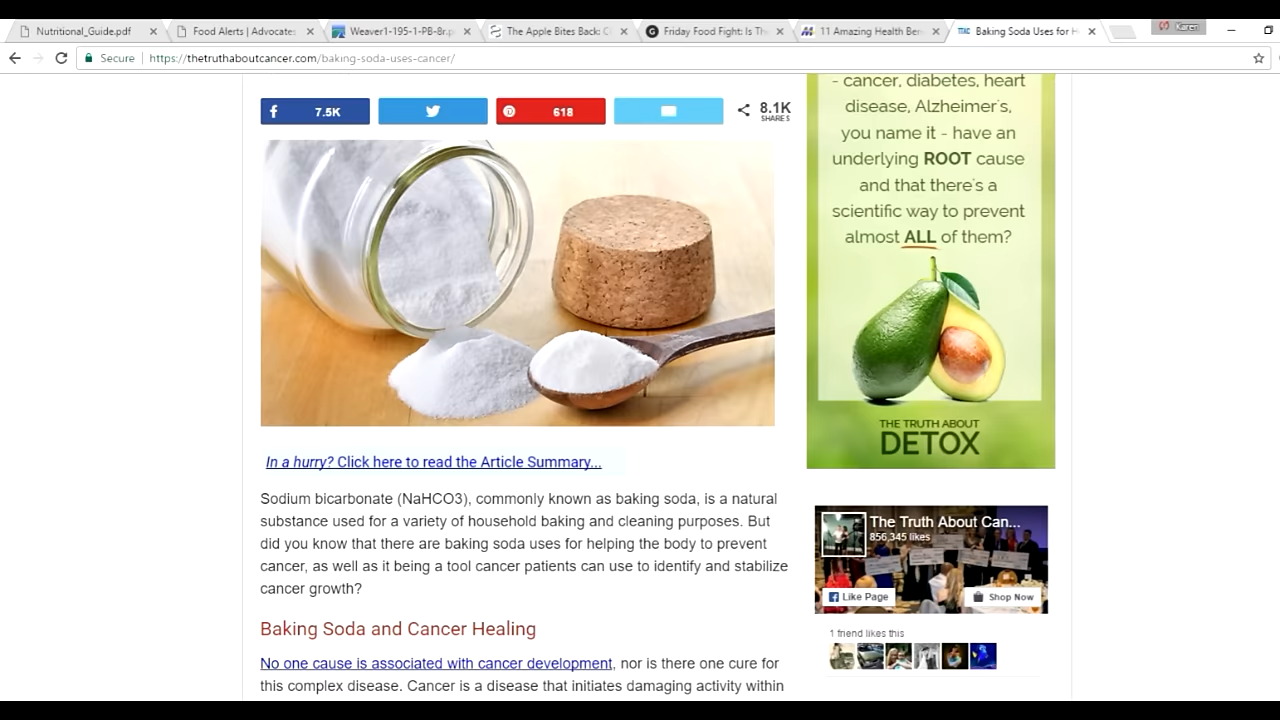 Nutritional_Guide.pdf
Food Alerts | Advocates
Weaver1-195-1-PB-8r.p
The Apple Bites Back: C
Friday Food Fight: Is Th
11 Amazing Health Ben
Baking Soda Uses for H
Karen
Secure
https://thetruthaboutcancer.com/baking-soda-uses-cancer/
7.5K
618
8.1K
SHARES
- cancer, diabetes, heart
disease, Alzheimer's,
you name it - have an
underlying ROOT cause
and that there's a
scientific way to prevent
almost ALL of them?
THE TRUTH ABOUT
DETOX
In a hurry? Click here to read the Article Summary...
Sodium bicarbonate (NaHCO3), commonly known as baking soda, is a natural
substance used for a variety of household baking and cleaning purposes. But
did you know that there are baking soda uses for helping the body to prevent
cancer, as well as it being a tool cancer patients can use to identify and stabilize
cancer growth?
Baking Soda and Cancer Healing
No one cause is associated with cancer development, nor is there one cure for
this complex disease. Cancer is a disease that initiates damaging activity within
The Truth About Can...
856,345 likes
Like Page
Shop Now
1 friend likes this